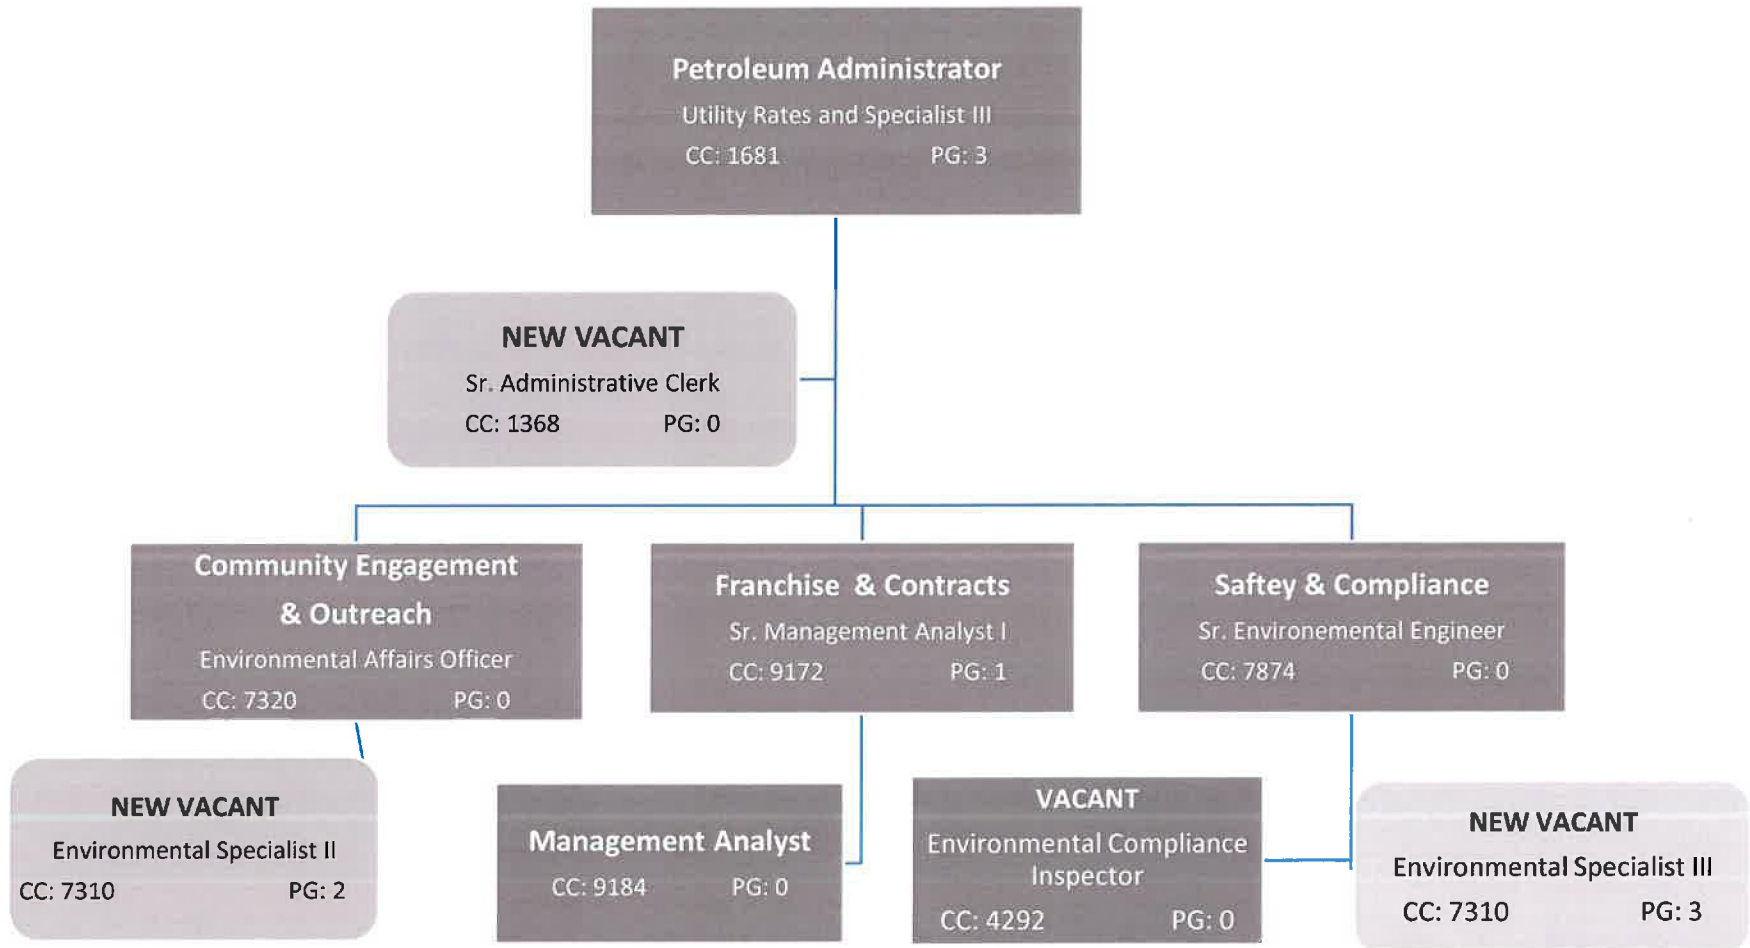 Petroleum Administrator
Utility Rates and Specialist III
CC: 1681 PG: 3
NEW VACANT
Sr. Administrative Clerk
CC: 1368 PG: 0
Community Engagement
& Outreach
Environmental Affairs Officer
CC: 7320 PG: 0
Franchise & Contracts
Sr. Management Analyst I
CC: 9172 PG: 1
Saftey & Compliance
Sr. Environemental Engineer
CC: 7874 PG: 0
NEW VACANT
Environmental Specialist II
CC: 7310 PG: 2
Management Analyst
CC: 9184 PG: 0
VACANT
Environmental Compliance
Inspector
CC: 4292 PG: 0
NEW VACANT
Environmental Specialist III
CC: 7310 PG: 3